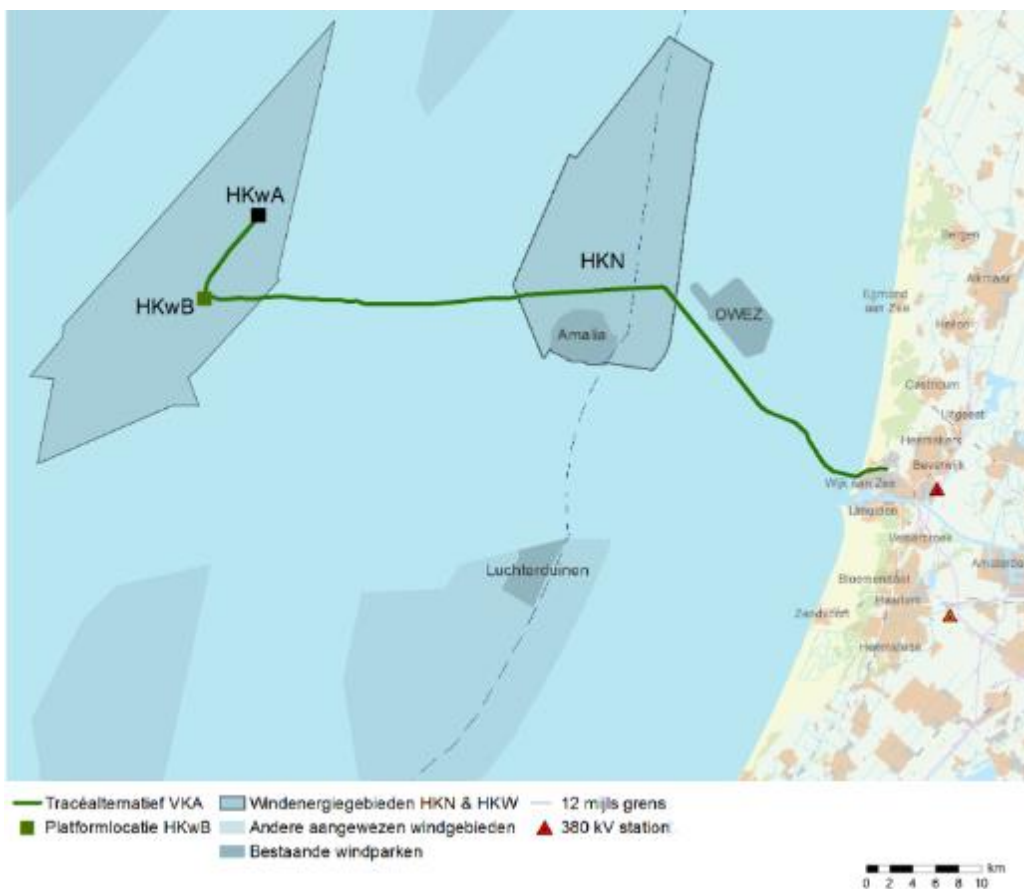 HKwA
HKwB
HKN
OWEZ
Amalia
Luchterduinen
Bergen
Alkmaar
Egmond
aan Zee
Heiloo
Castricum
Uitgeest
Heemskerk
Beverwijk
Wijk aan Zee
IJmuiden
Velserbroek
Bloemendaal
Haarlem
Zandvoort
Heemstede
Tracéalternatief VKA
Platformlocatie HKwB
Windenergiegebieden HKN & HKW
Andere aangewezen windgebieden
Bestaande windparken
12 mijls grens
380 kV station
km
0 2 4 6 8 10